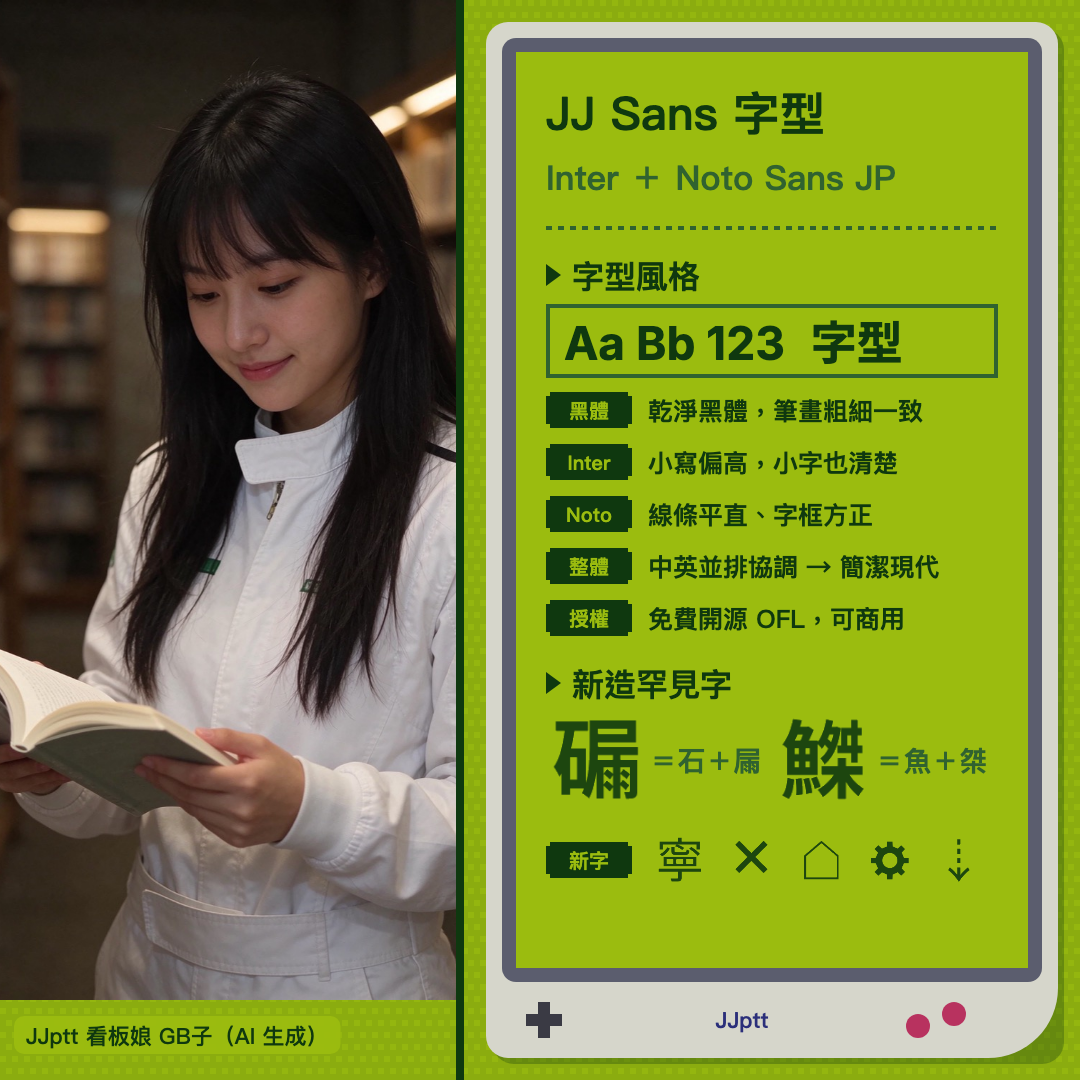 JJ Sans 字型
Inter ＋ Noto Sans JP
字型風格
Aa Bb 123 字型
黑體 乾淨黑體，筆畫粗細一致
Inter 小寫偏高，小字也清楚
Noto 線條平直、字框方正
整體 中英並排協調 → 簡潔現代
授權 免費開源 OFL，可商用
新造罕見字
𥔱 ＝石＋屚 鰬 ＝魚＋桀
新字 寧 ✕ ⌂ ⚙ ⇣
JJptt
JJptt 看板娘 GB子（AI 生成）